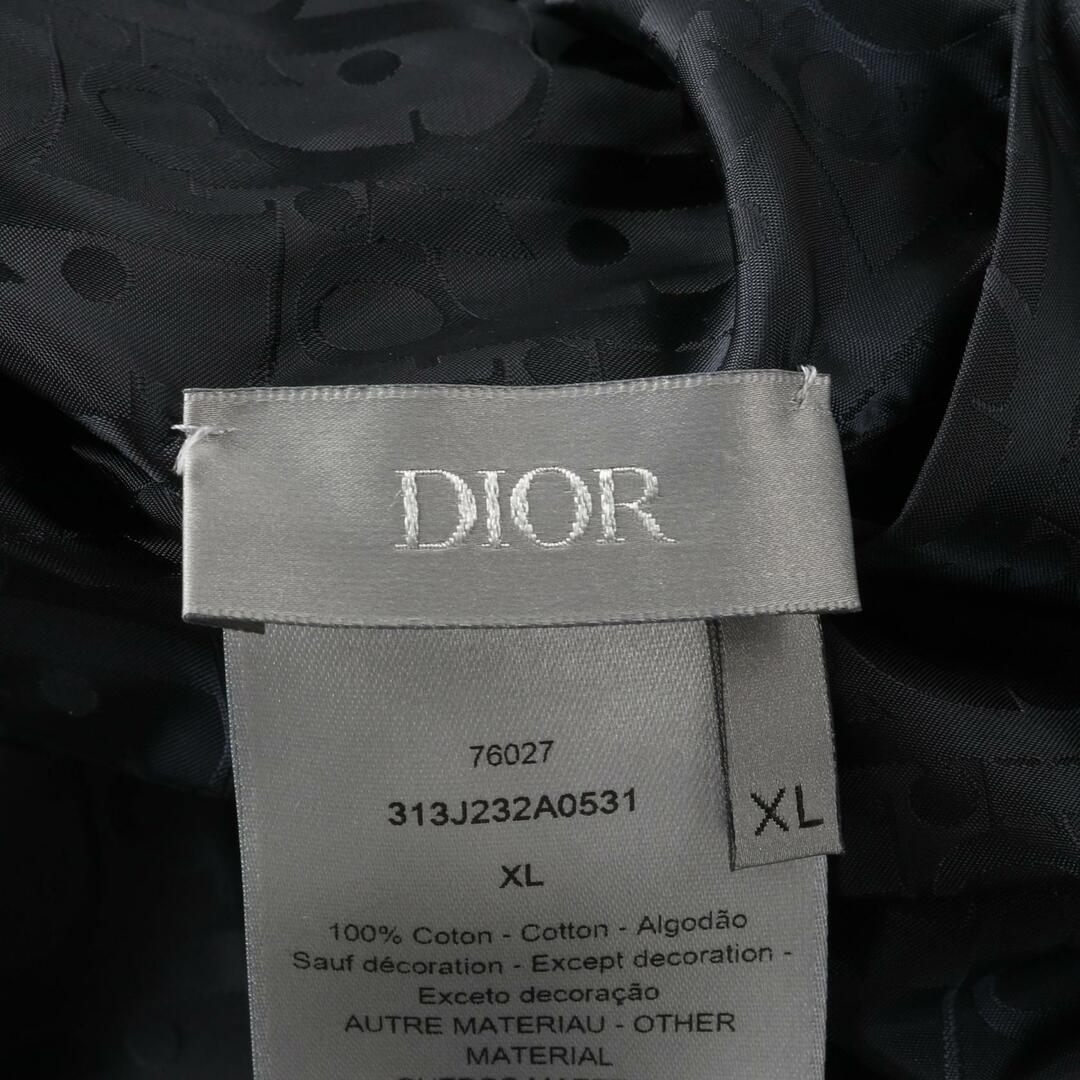 DIOR
76027
313J232A0531
XL
XL
100% Coton - Cotton - Algodão
Sauf décoration - Except decoration -
Exceto decoração
AUTRE MATERIAU - OTHER
MATERIAL